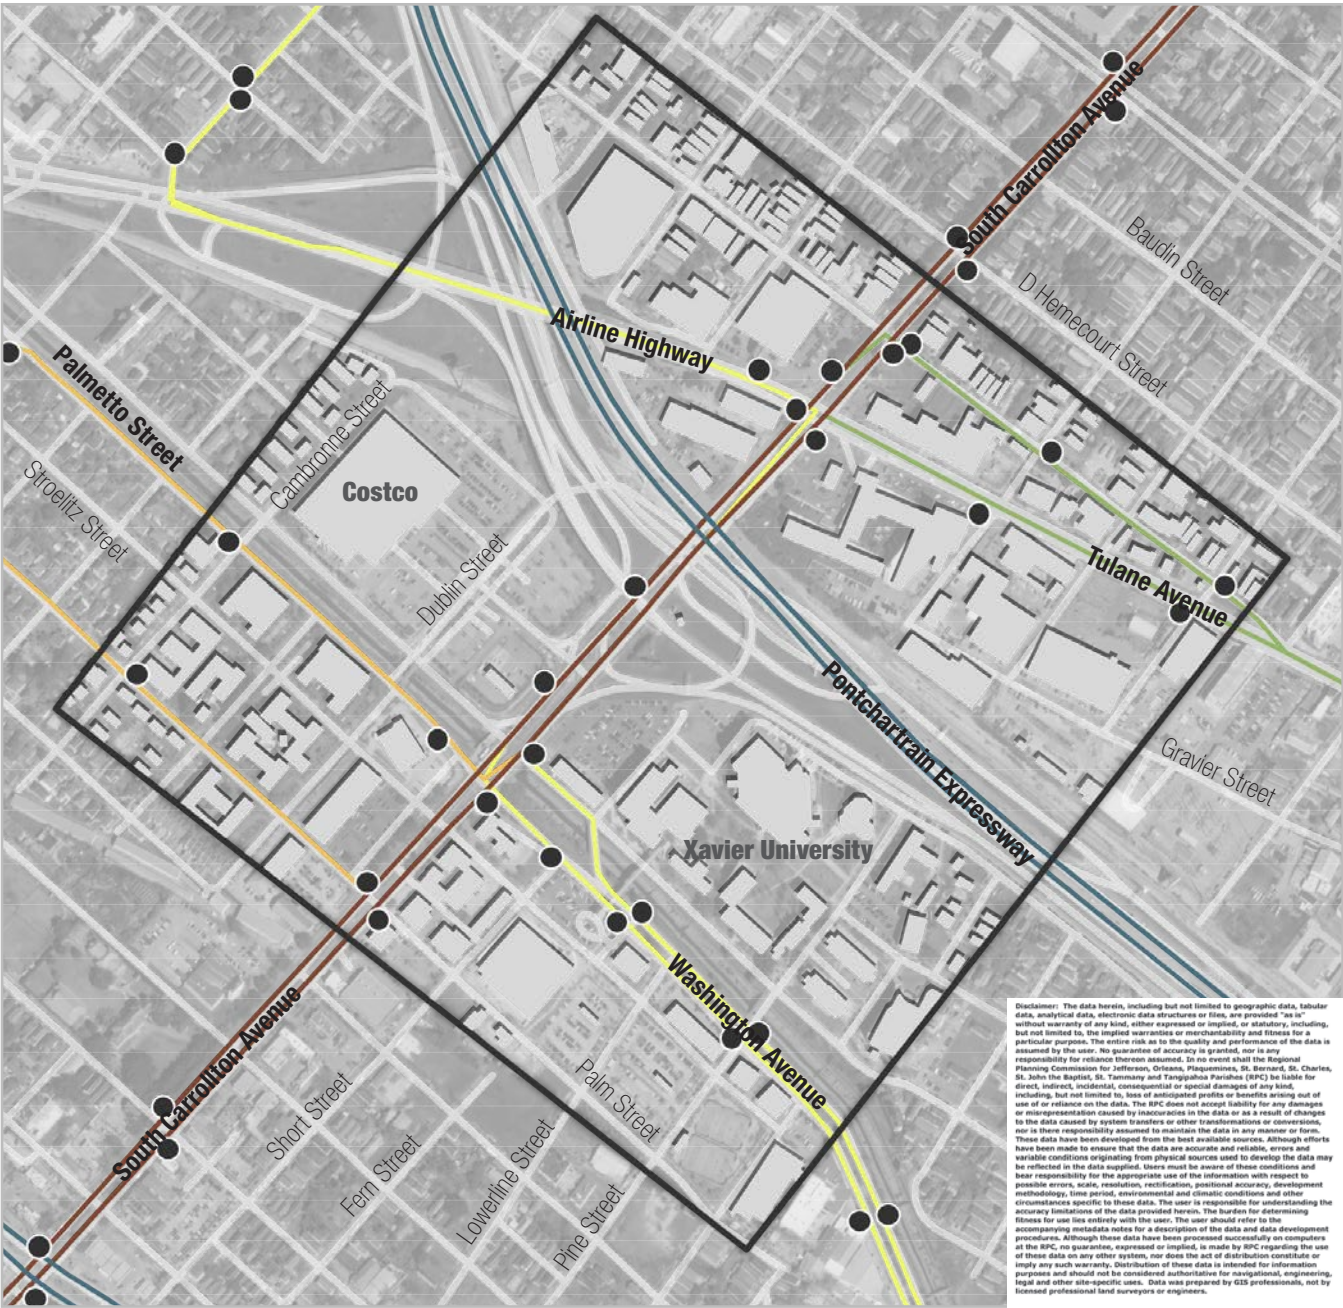 South Carrollton Avenue
Baudin Street
D Hemecourt Street
Airline Highway
Palmetto Street
Cambronne Street
Stroelitz Street
Costco
Dublin Street
Tulane Avenue
Pontchartrain Expressway
Gravier Street
Xavier University
Washington Avenue
South Carrollton Avenue
Short Street
Palm Street
Fern Street
Lowerline Street
Pine Street
Disclaimer: The data herein, including but not limited to geographic data, tabular
data, analytical data, electronic data structures or files, are provided "as is"
without warranty of any kind, either expressed or implied, or statutory, including,
but not limited to, the implied warranties or merchantability and fitness for a
particular purpose. The entire risk as to the quality and performance of the data is
assumed by the user. No guarantee of accuracy is granted, nor is any
responsibility for reliance thereon assumed. In no event shall the Regional
Planning Commission for Jefferson, Orleans, Plaquemines, St. Bernard, St. Charles,
St. John the Baptist, St. Tammany and Tangipahoa Parishes (RPC) be liable for
direct, indirect, incidental, consequential or special damages of any kind,
including, but not limited to, loss of anticipated profits or benefits arising out of
use of or reliance on the data. The RPC does not accept liability for any damages
or misrepresentation caused by inaccuracies in the data or as a result of changes
to the data caused by system transfers or other transformations or conversions,
nor is there responsibility assumed to maintain the data in any manner or form.
These data have been developed from the best available sources. Although efforts
have been made to ensure that the data are accurate and reliable, errors and
variable conditions originating from physical sources used to develop the data may
be reflected in the data supplied. Users must be aware of these conditions and
bear responsibility for the appropriate use of the information with respect to
possible errors, scale, resolution, rectification, positional accuracy, development
methodology, time period, environmental and climatic conditions and other
circumstances specific to these data. The user is responsible for understanding the
accuracy limitations of the data provided herein. The burden for determining
fitness for use lies entirely with the user. The user should refer to the
accompanying metadata notes for a description of the data and data development
procedures. Although these data have been processed successfully on computers
at the RPC, no guarantee, expressed or implied, is made by RPC regarding the use
of these data on any other system, nor does the act of distribution constitute or
imply any such warranty. Distribution of these data is intended for information
purposes and should not be considered authoritative for navigational, engineering,
legal and other site-specific uses. Data was prepared by GIS professionals, not by
licensed professional land surveyors or engineers.